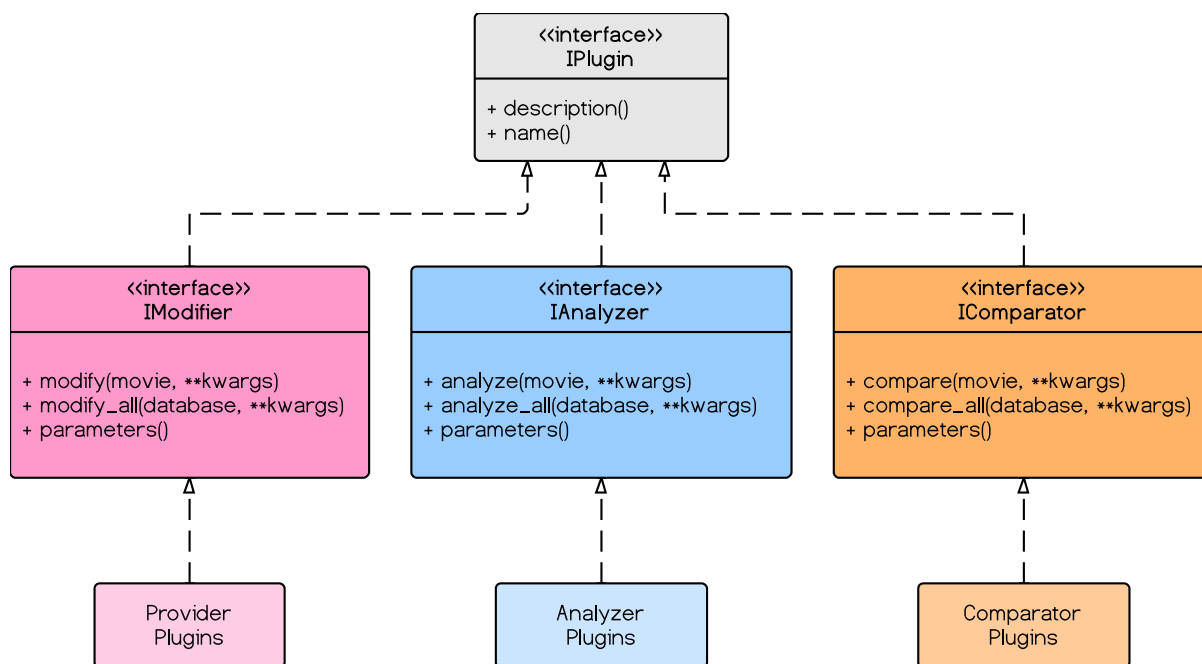 <<interface>>
IPlugin
+ description()
+ name()
<<interface>>
IModifier
+ modify(movie, **kwargs)
+ modify_all(database, **kwargs)
+ parameters()
<<interface>>
IAnalyzer
+ analyze(movie, **kwargs)
+ analyze_all(database, **kwargs)
+ parameters()
<<interface>>
IComparator
+ compare(movie, **kwargs)
+ compare_all(database, **kwargs)
+ parameters()
Provider
Plugins
Analyzer
Plugins
Comparator
Plugins